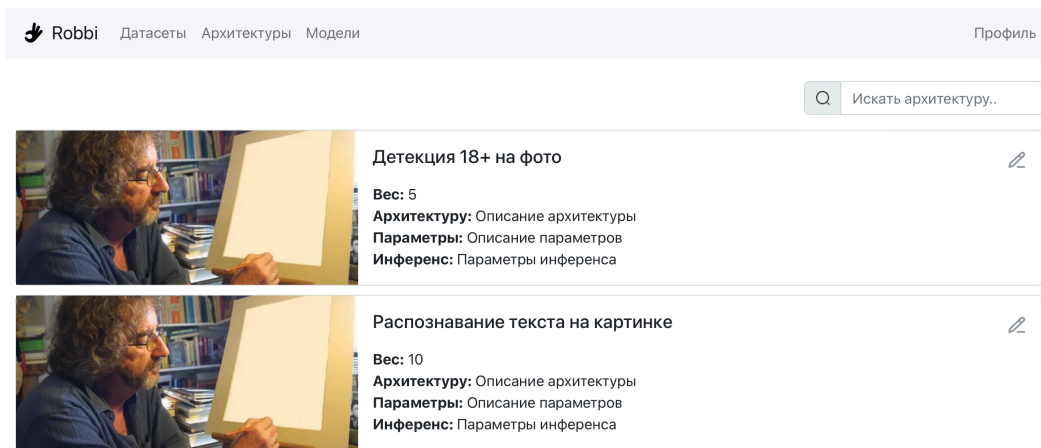 Robbi Датасеты Архитектуры Модели Профиль
Искать архитектуру..
Детекция 18+ на фото
Вес: 5
Архитектуру: Описание архитектуры
Параметры: Описание параметров
Инференс: Параметры инференса
Распознавание текста на картинке
Вес: 10
Архитектуру: Описание архитектуры
Параметры: Описание параметров
Инференс: Параметры инференса